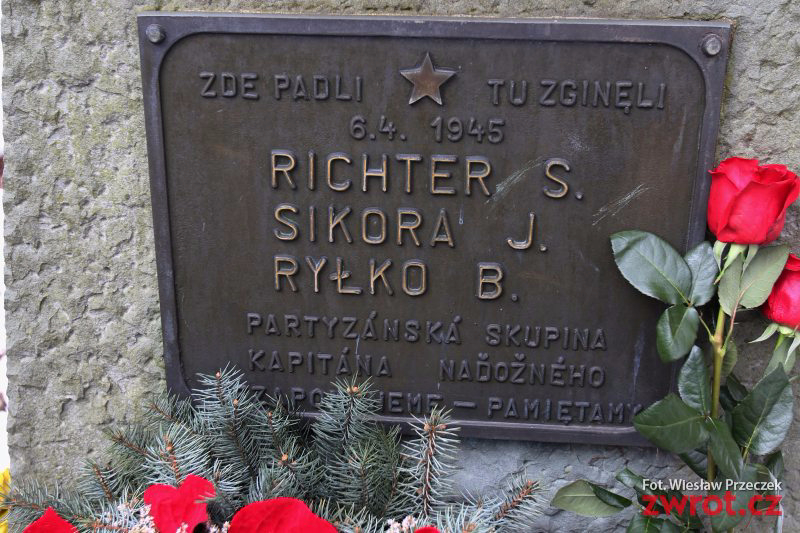 ZDE PADLI ★ TU ZGINĘLI
6.4. 1945
RICHTER S.
SIKORA J.
RYŁKO B.
PARTYZÁNSKÁ SKUPINA
KAPITÁNA NAĎOŽNÉHO
— PAMIĘTAMY
Fot. Wiesław Przeczek
zwrot.cz